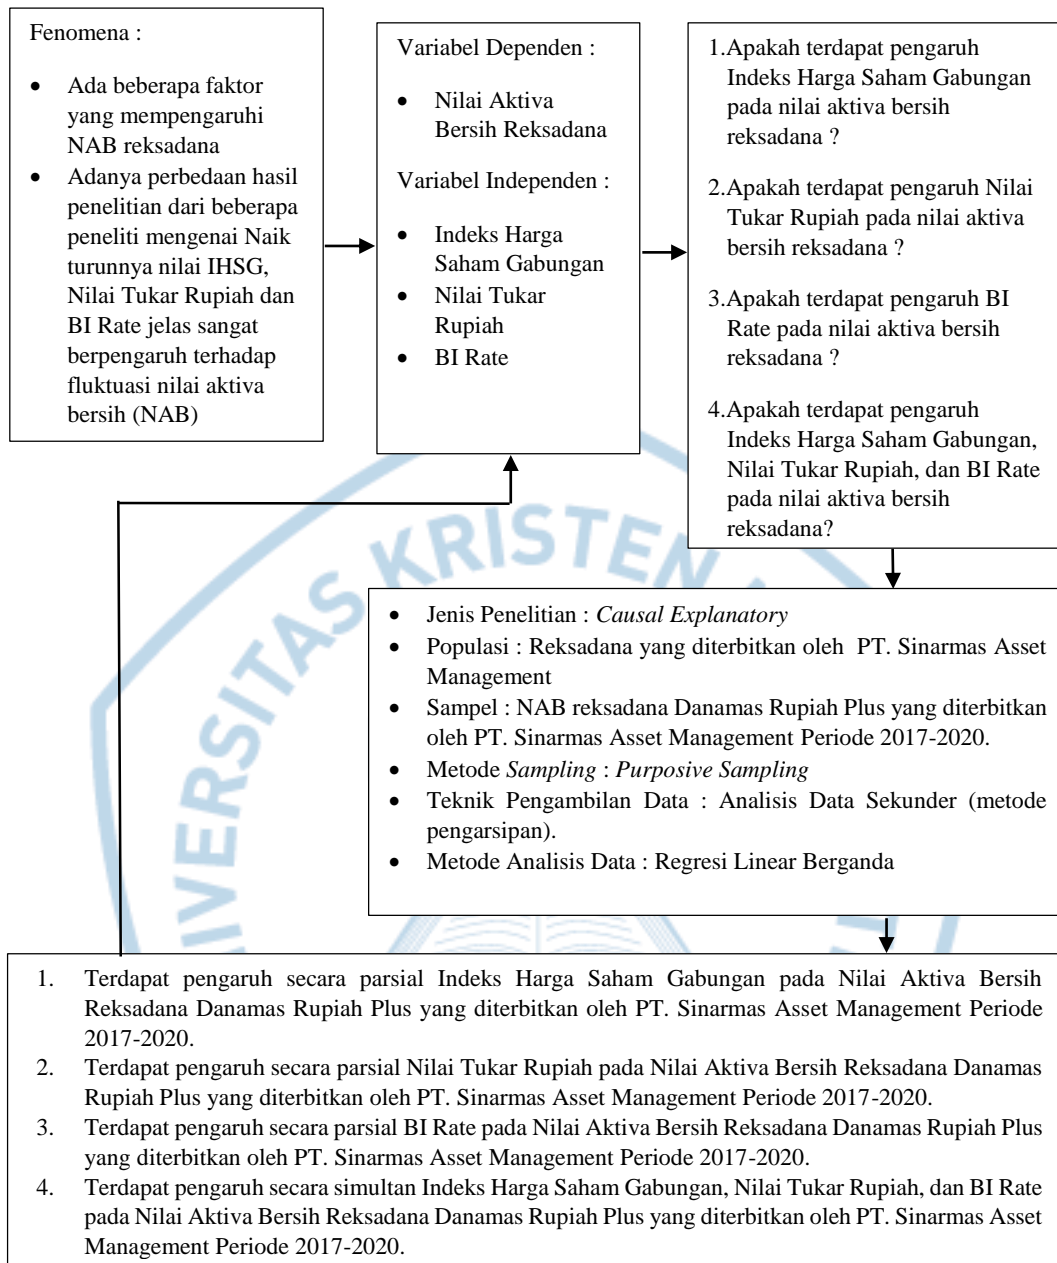 Fenomena :
• Ada beberapa faktor
yang mempengaruhi
NAB reksadana
• Adanya perbedaan hasil
penelitian dari beberapa
peneliti mengenai Naik
turunnya nilai IHSG,
Nilai Tukar Rupiah dan
BI Rate jelas sangat
berpengaruh terhadap
fluktuasi nilai aktiva
bersih (NAB)
Variabel Dependen :
• Nilai Aktiva
Bersih Reksadana
Variabel Independen :
• Indeks Harga
Saham Gabungan
• Nilai Tukar
Rupiah
• BI Rate
1.Apakah terdapat pengaruh
Indeks Harga Saham Gabungan
pada nilai aktiva bersih
reksadana ?
2.Apakah terdapat pengaruh Nilai
Tukar Rupiah pada nilai aktiva
bersih reksadana ?
3.Apakah terdapat pengaruh BI
Rate pada nilai aktiva bersih
reksadana ?
4.Apakah terdapat pengaruh
Indeks Harga Saham Gabungan,
Nilai Tukar Rupiah, dan BI Rate
pada nilai aktiva bersih
reksadana?
• Jenis Penelitian : Causal Explanatory
• Populasi : Reksadana yang diterbitkan oleh PT. Sinarmas Asset
Management
• Sampel : NAB reksadana Danamas Rupiah Plus yang diterbitkan
oleh PT. Sinarmas Asset Management Periode 2017-2020.
• Metode Sampling : Purposive Sampling
• Teknik Pengambilan Data : Analisis Data Sekunder (metode
pengarsipan).
• Metode Analisis Data : Regresi Linear Berganda
1. Terdapat pengaruh secara parsial Indeks Harga Saham Gabungan pada Nilai Aktiva Bersih
Reksadana Danamas Rupiah Plus yang diterbitkan oleh PT. Sinarmas Asset Management Periode
2017-2020.
2. Terdapat pengaruh secara parsial Nilai Tukar Rupiah pada Nilai Aktiva Bersih Reksadana Danamas
Rupiah Plus yang diterbitkan oleh PT. Sinarmas Asset Management Periode 2017-2020.
3. Terdapat pengaruh secara parsial BI Rate pada Nilai Aktiva Bersih Reksadana Danamas Rupiah Plus
yang diterbitkan oleh PT. Sinarmas Asset Management Periode 2017-2020.
4. Terdapat pengaruh secara simultan Indeks Harga Saham Gabungan, Nilai Tukar Rupiah, dan BI Rate
pada Nilai Aktiva Bersih Reksadana Danamas Rupiah Plus yang diterbitkan oleh PT. Sinarmas Asset
Management Periode 2017-2020.
KRISTEN